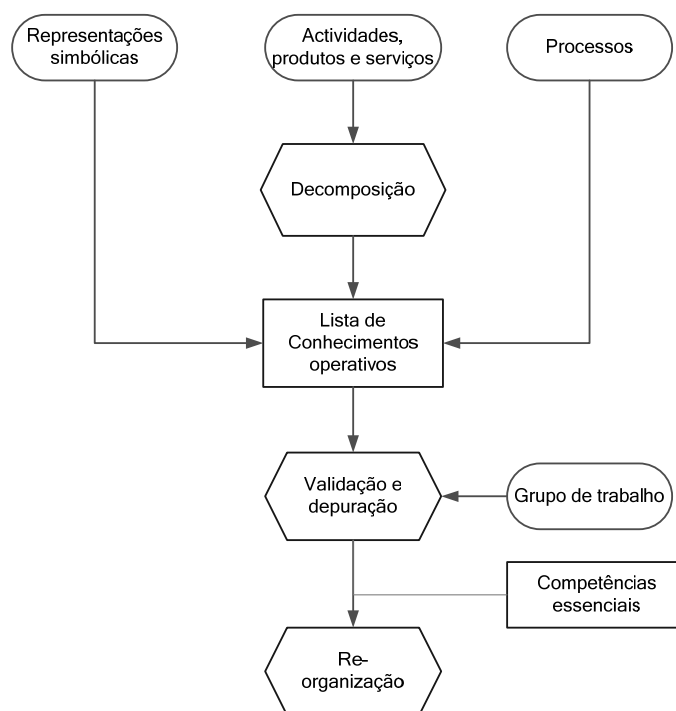 Representações
simbólicas
Actividades,
produtos e serviços
Processos
Decomposição
Lista de
Conhecimentos
operativos
Validação e
depuração
Grupo de trabalho
Competências
essenciais
Re-
organização